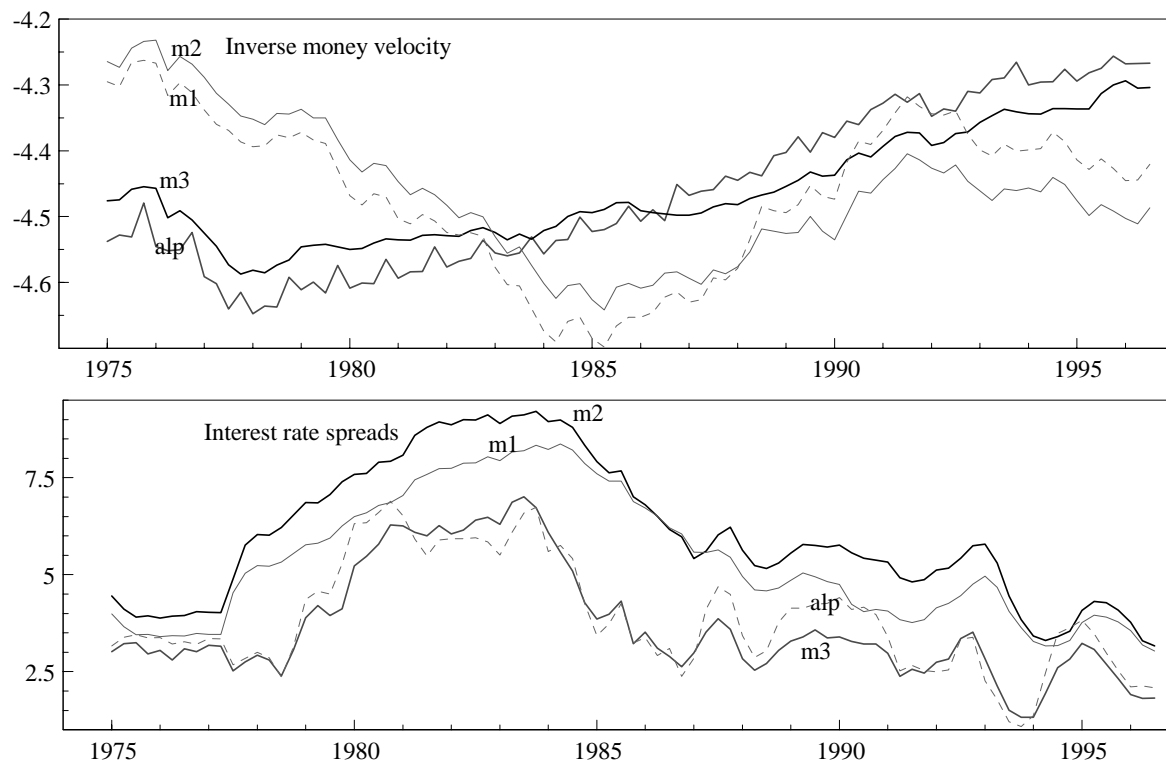 -4.2
m2 Inverse money velocity
-4.3
m1
-4.4
m3
-4.5
alp
-4.6
1975 1980 1985 1990 1995
m2
Interest rate spreads
m1
7.5
5
alp
m3
2.5
1975 1980 1985 1990 1995